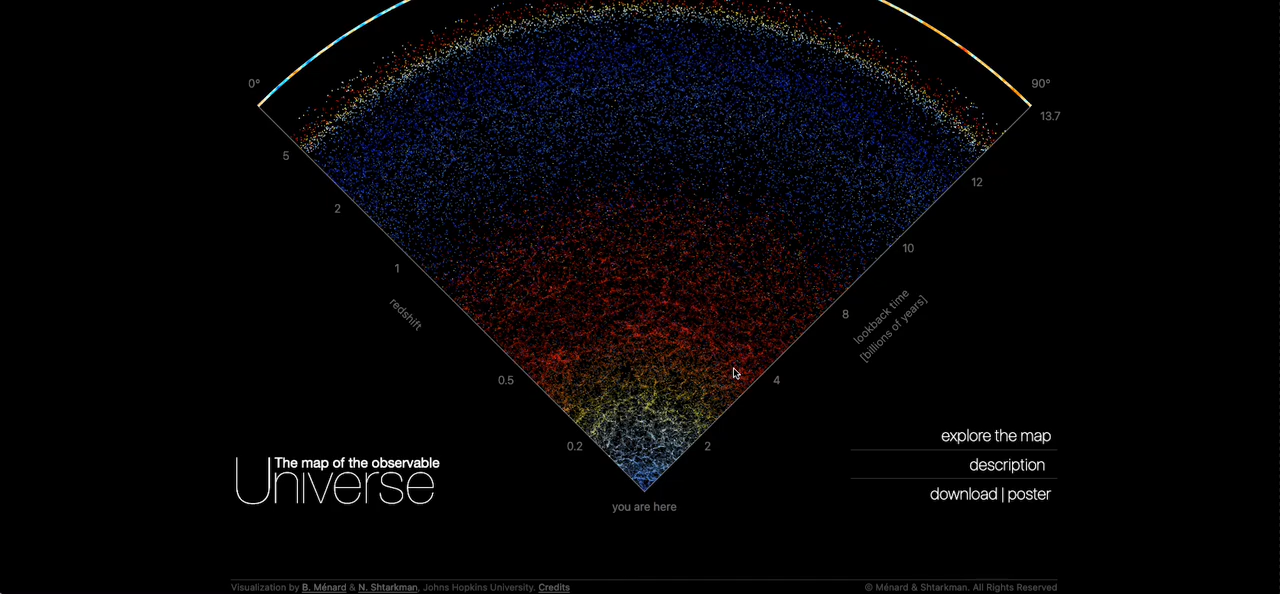 0°
90°
13.7
5
12
2
10
1
redshift
8
lookback time
[billions of years]
0.5
4
0.2
2
you are here
The map of the observable
Universe
explore the map
description
download | poster
Visualization by B. Ménard & N. Shtarkman, Johns Hopkins University. Credits
© Ménard & Shtarkman. All Rights Reserved